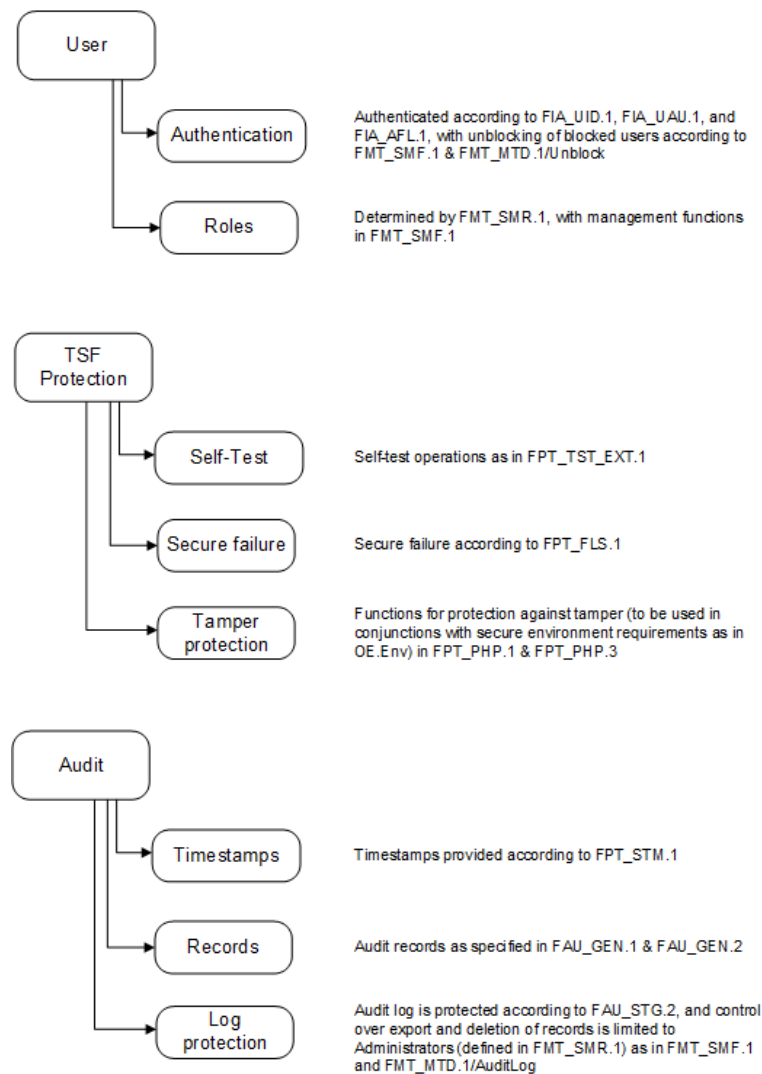 User
Authentication
Authenticated according to FIA_UID.1, FIA_UAU.1, and
FIA_AFL.1, with unblocking of blocked users according to
FMT_SMF.1 & FMT_MTD.1/Unblock
Roles
Determined by FMT_SMR.1, with management functions
in FMT_SMF.1
TSF
Protection
Self-Test
Self-test operations as in FPT_TST_EXT.1
Secure failure
Secure failure according to FPT_FLS.1
Tamper
protection
Functions for protection against tamper (to be used in
conjunctions with secure environment requirements as in
OE.Env) in FPT_PHP.1 & FPT_PHP.3
Audit
Timestamps
Timestamps provided according to FPT_STM.1
Records
Audit records as specified in FAU_GEN.1 & FAU_GEN.2
Log
protection
Audit log is protected according to FAU_STG.2, and control
over export and deletion of records is limited to
Administrators (defined in FMT_SMR.1) as in FMT_SMF.1
and FMT_MTD.1/AuditLog